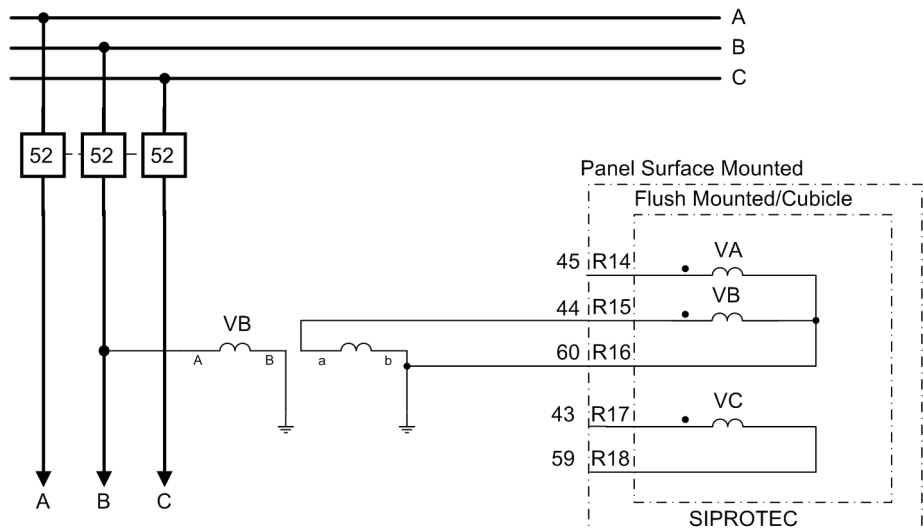 A
B
C
52 52 52
Panel Surface Mounted
Flush Mounted/Cubicle
45 R14 VA
44 R15 VB
VB
A B a b
60 R16
43 R17 VC
59 R18
A B C
SIPROTEC